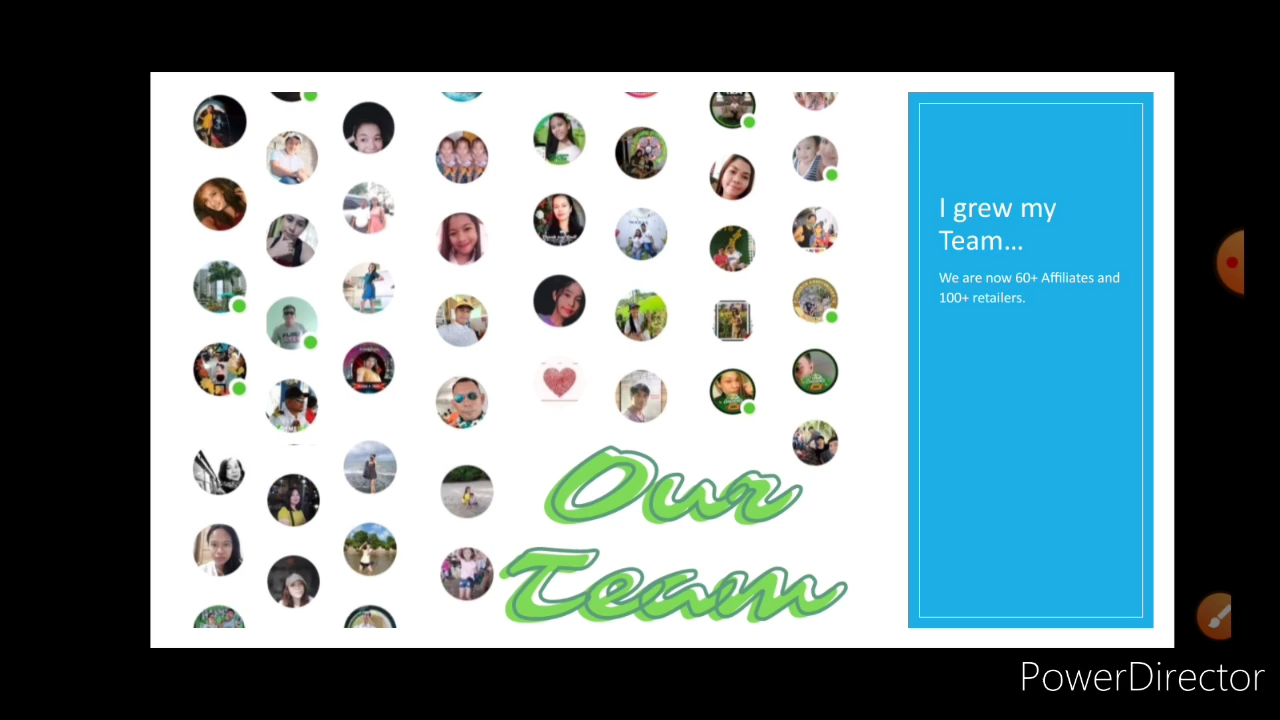 I grew my
Team...
We are now 60+ Affiliates and
100+ retailers.
Our
Team
PowerDirector